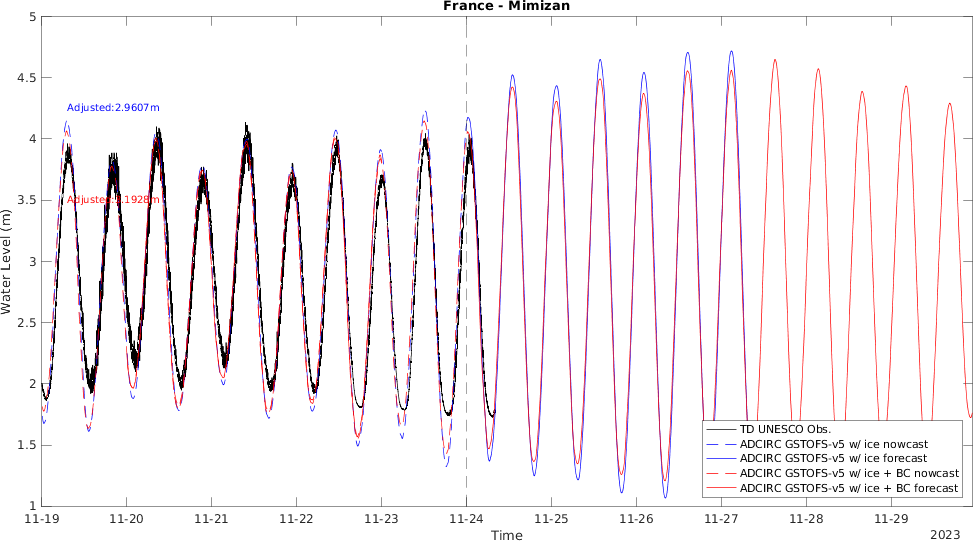 France - Mimizan
Water Level (m)
5
4.5
4
3.5
3
2.5
2
1.5
1
Adjusted:2.9607m
Adjusted:
1928m
TD UNESCO Obs.
ADCIRC GSTOFS-v5 w/ ice nowcast
ADCIRC GSTOFS-v5 w/ ice forecast
ADCIRC GSTOFS-v5 w/ ice + BC nowcast
ADCIRC GSTOFS-v5 w/ ice + BC forecast
11-19 11-20 11-21 11-22 11-23 11-24 11-25 11-26 11-27 11-28 11-29
Time
2023